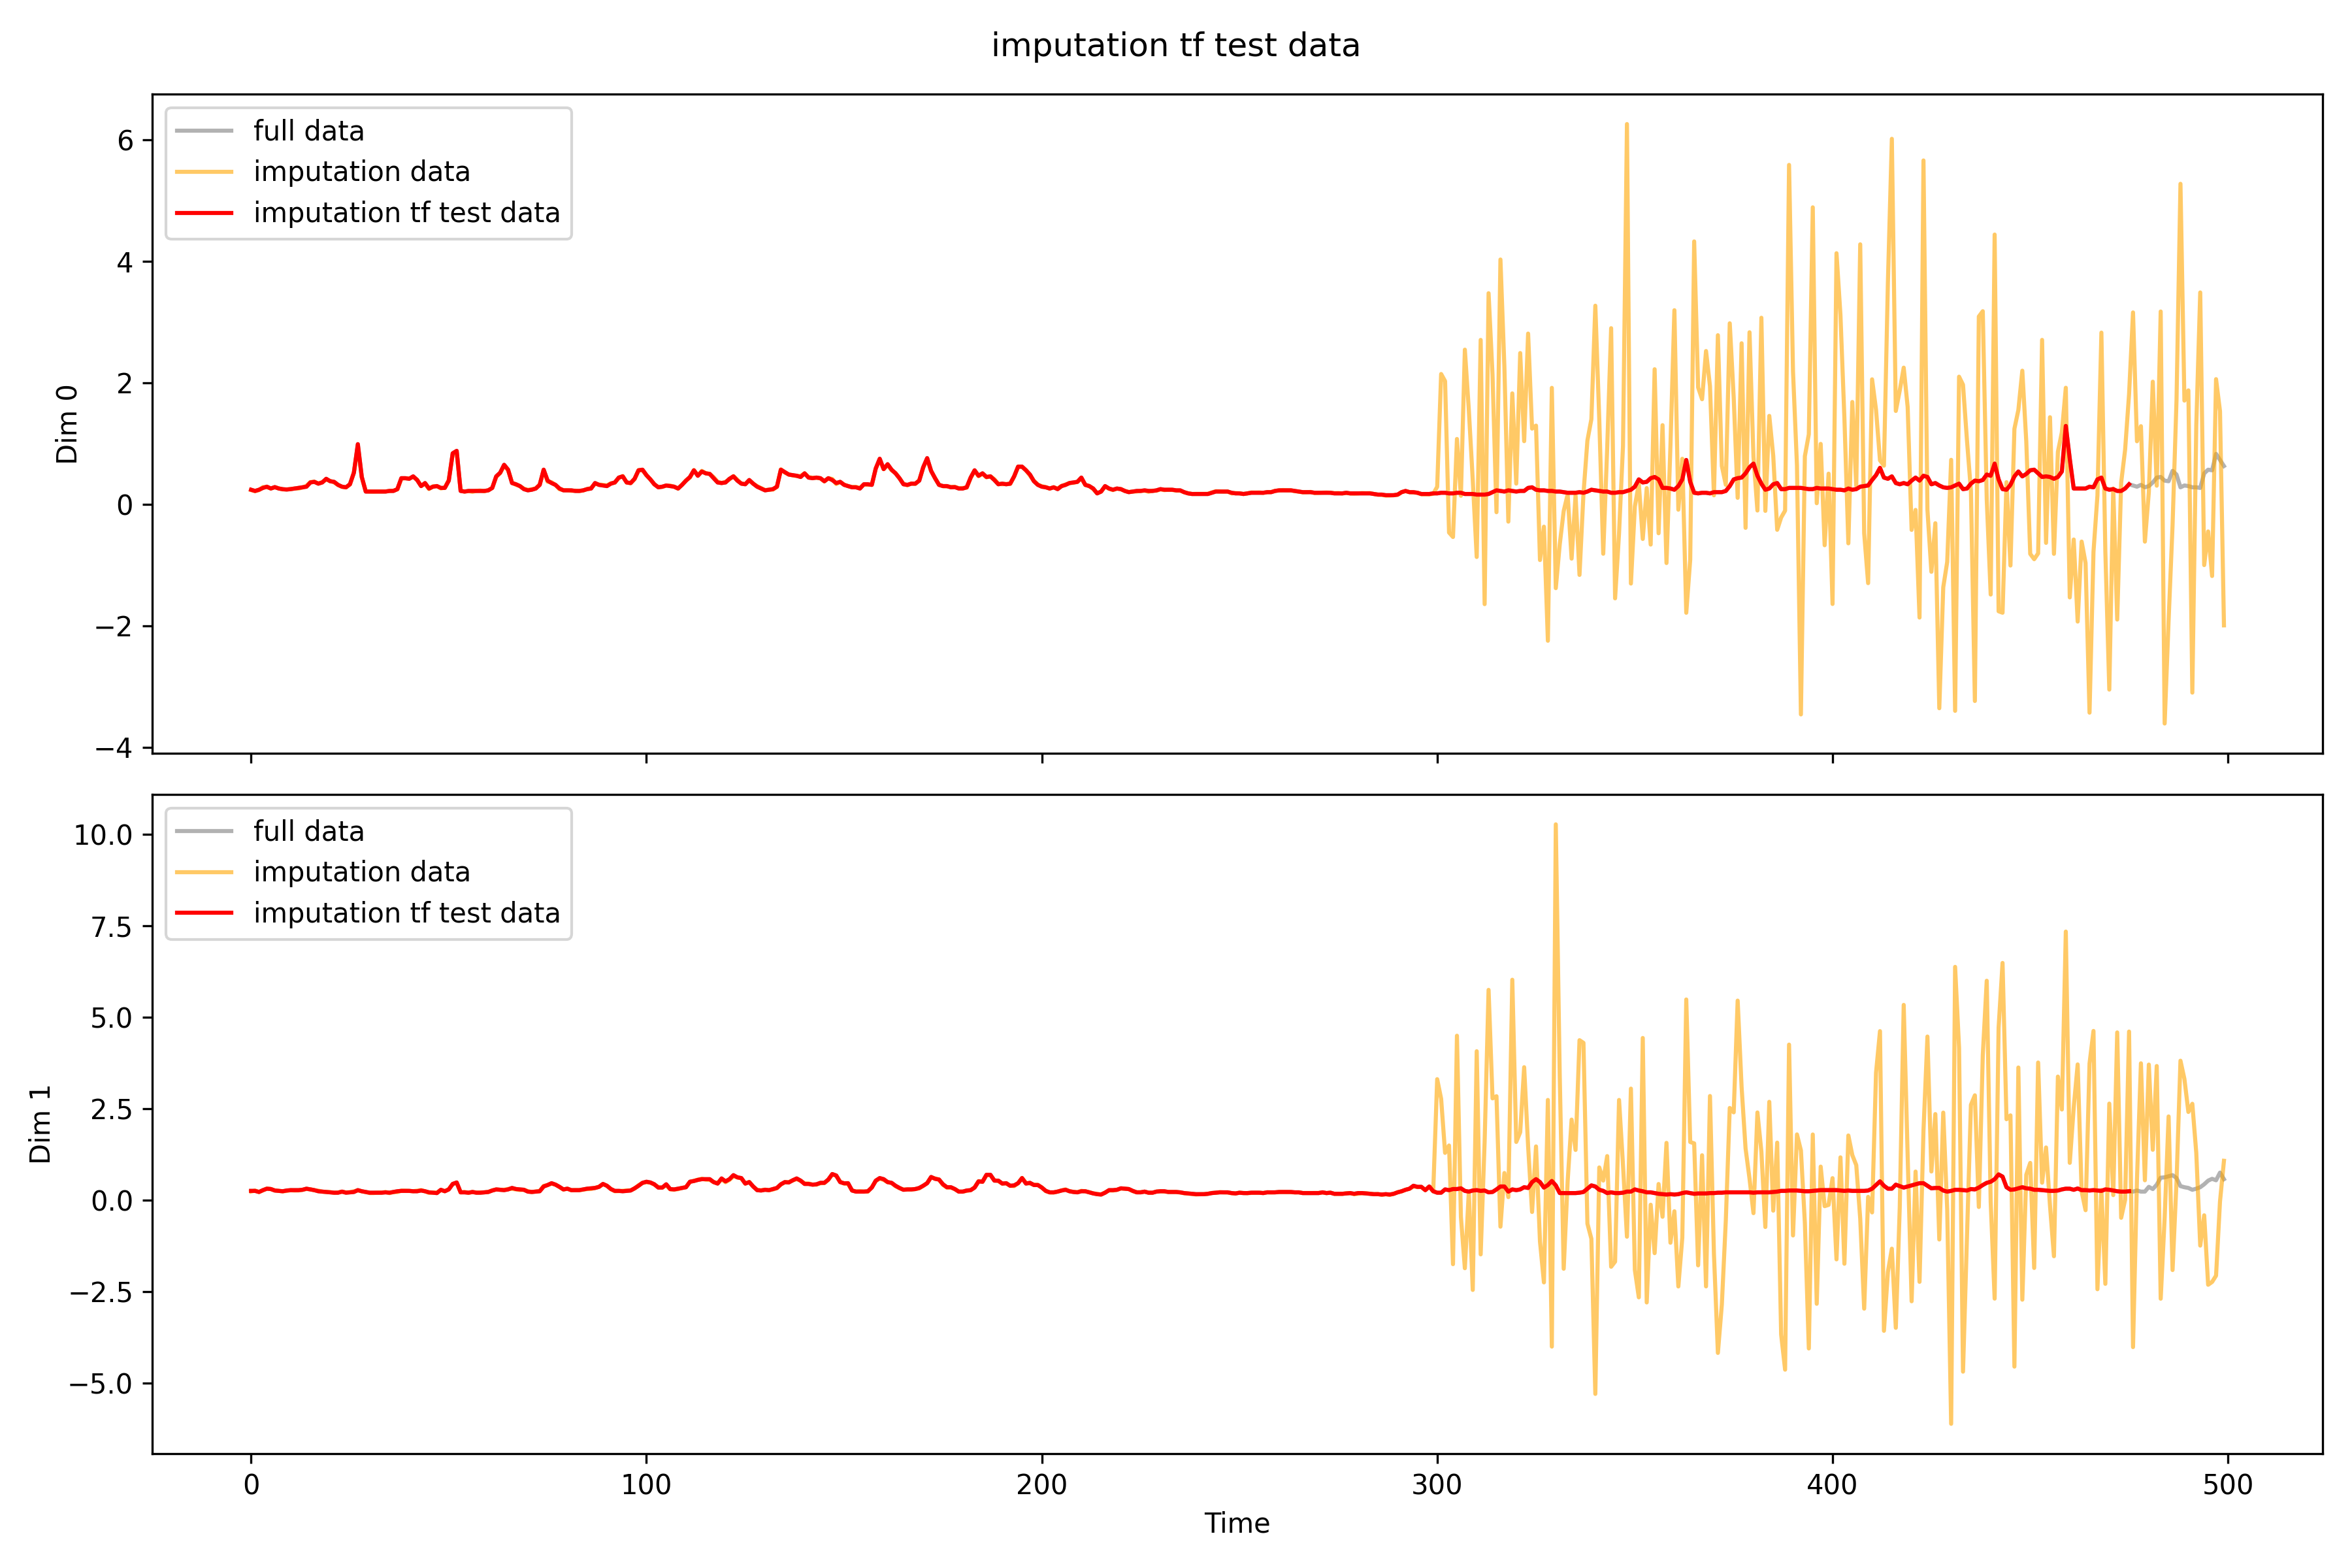 imputation tf test data
full data
imputation data
imputation tf test data
6
4
2
0
−2
−4
Dim 0
full data
imputation data
imputation tf test data
10.0
7.5
5.0
2.5
0.0
−2.5
−5.0
Dim 1
0 100 200 300 400 500
Time